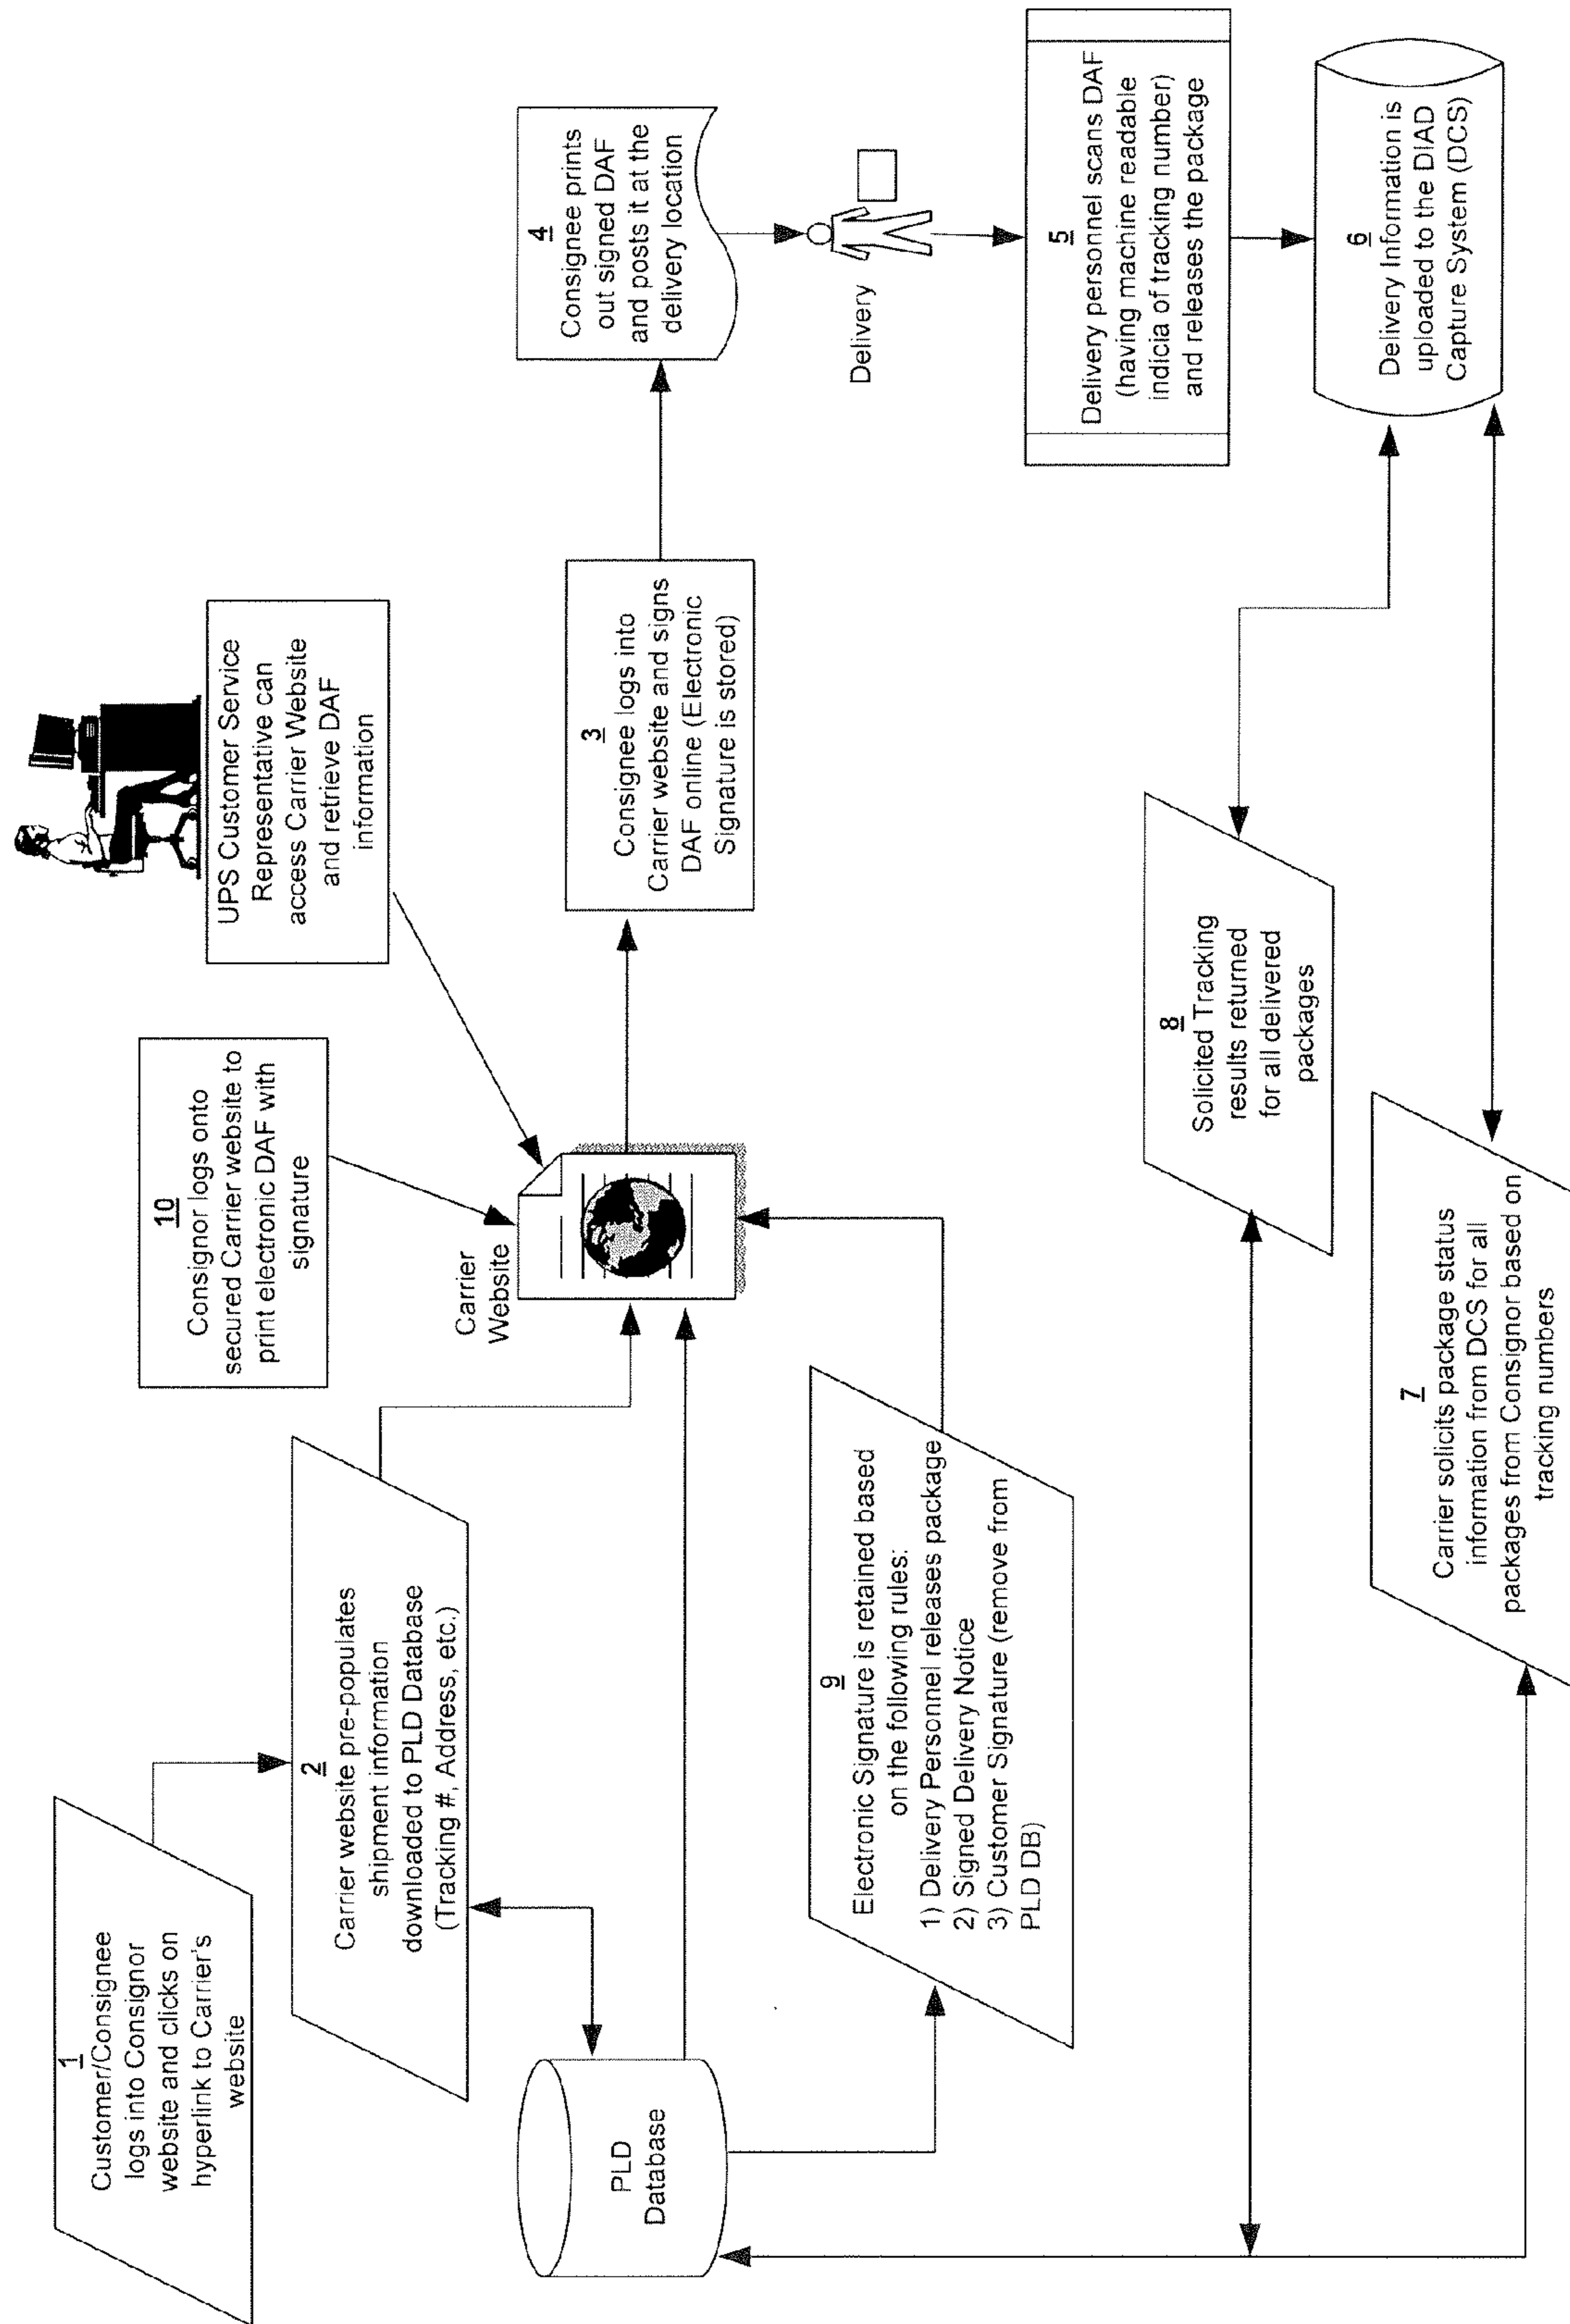 1
Customer/Consignee
logs into Consignor
website and clicks on
hyperlink to Carrier's
website
2
Carrier website pre-populates
shipment information
downloaded to PLD Database
(Tracking #, Address, etc.)
PLD
Database
10
Consignor logs onto
secured Carrier website to
print electronic DAF with
signature
UPS Customer Service
Representative can
access Carrier Website
and retrieve DAF
information
Carrier
Website
3
Consignee logs into
Carrier website and signs
DAF online (Electronic
Signature is stored)
4
Consignee prints
out signed DAF
and posts it at the
delivery location
Delivery
5
Delivery personnel scans DAF
(having machine readable
indicia of tracking number)
and releases the package
6
Delivery Information is
uploaded to the DIAD
Capture System (DCS)
9
Electronic Signature is retained based
on the following rules:
1) Delivery Personnel releases package
2) Signed Delivery Notice
3) Customer Signature (remove from
PLD DB)
8
Solicited Tracking
results returned
for all delivered
packages
7
Carrier solicits package status
information from DCS for all
packages from Consignor based on
tracking numbers